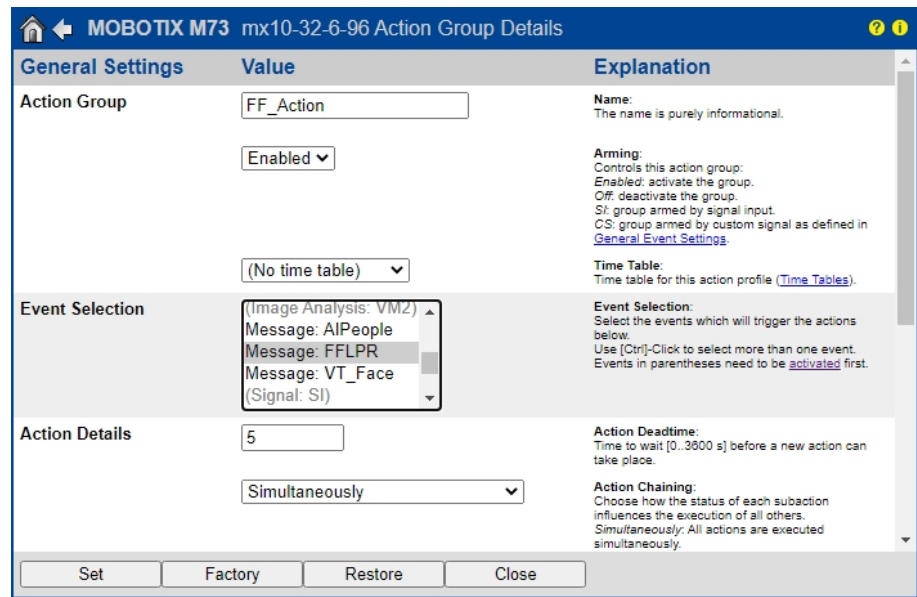 MOBOTIX M73 mx10-32-6-96 Action Group Details
? i
General Settings Value Explanation
Action Group
FF_Action
Name:
The name is purely informational.
Enabled
Arming:
Controls this action group:
Enabled: activate the group.
Off: deactivate the group.
SI: group armed by signal input.
CS: group armed by custom signal as defined in
General Event Settings.
(No time table)
Time Table:
Time table for this action profile (Time Tables).
Event Selection
(Image Analysis: VM2)
Message: AIPeople
Message: FFLPR
Message: VT_Face
(Signal: SI)
Event Selection:
Select the events which will trigger the actions
below.
Use [Ctrl]-Click to select more than one event.
Events in parentheses need to be activated first.
Action Details
5
Action Deadtime:
Time to wait [0..3600 s] before a new action can
take place.
Simultaneously
Action Chaining:
Choose how the status of each subaction
influences the execution of all others.
Simultaneously: All actions are executed
simultaneously.
Set Factory Restore Close